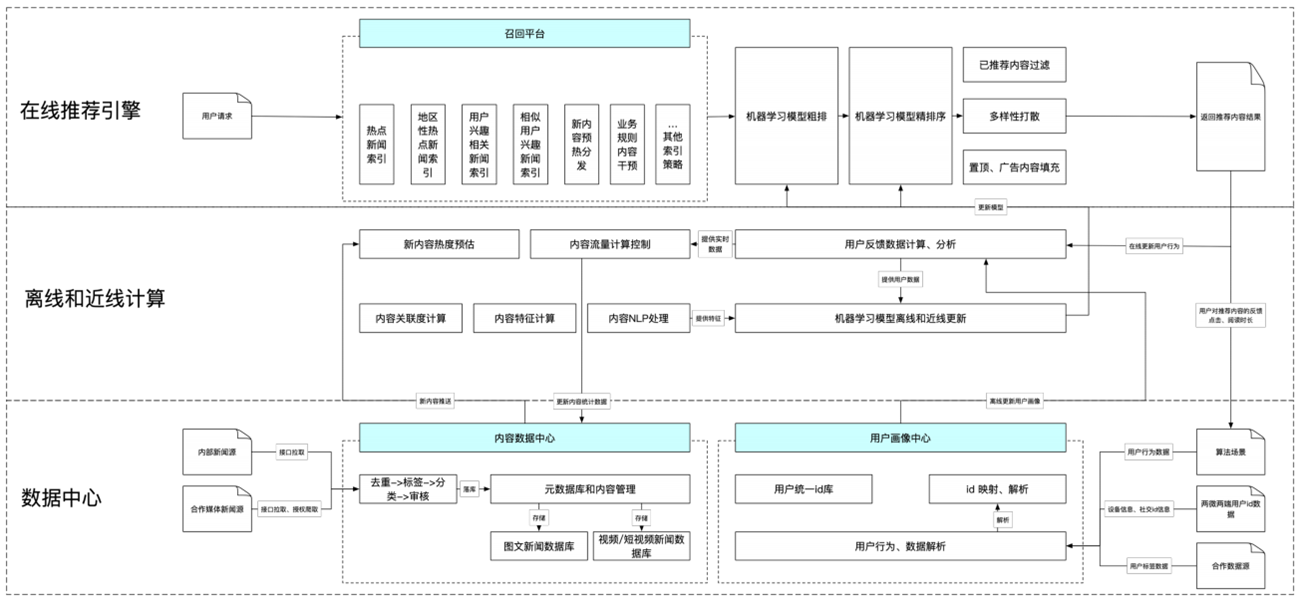 在线推荐引擎
用户请求
召回平台
热点
新闻
索引
地区
性热
点新
闻索
引
用户
兴趣
相关
新闻
索引
相似
用户
兴趣
新闻
索引
新内
容预
热分
发
业务
规则
内容
干预
...
其他
索引
策略
机器学习模型粗排
机器学习模型精排序
已推荐内容过滤
多样性打散
置顶、广告内容填充
返回推荐内容结果
更新模型
离线和近线计算
新内容热度预估
内容流量计算控制
提供实时
数据
用户反馈数据计算、分析
在线更新用户行为
提供用户数据
内容关联度计算
内容特征计算
内容NLP处理
提供特征
机器学习模型离线和近线更新
用户对推荐内容的反馈
点击、阅读时长
新内容推送
更新内容统计数据
离线更新用户画像
数据中心
内部新闻源
接口拉取
合作媒体新闻源
接口拉取、授权爬取
内容数据中心
去重–>标签–>分
类–>审核
落库
元数据库和内容管理
存储
存储
图文新闻数据库
视频/短视频新闻数
据库
用户画像中心
用户统一id库
id 映射、解析
解析
用户行为、数据解析
用户行为数据
算法场景
设备信息、社交id信息
两微两端用户id数
据
用户标签数据
合作数据源